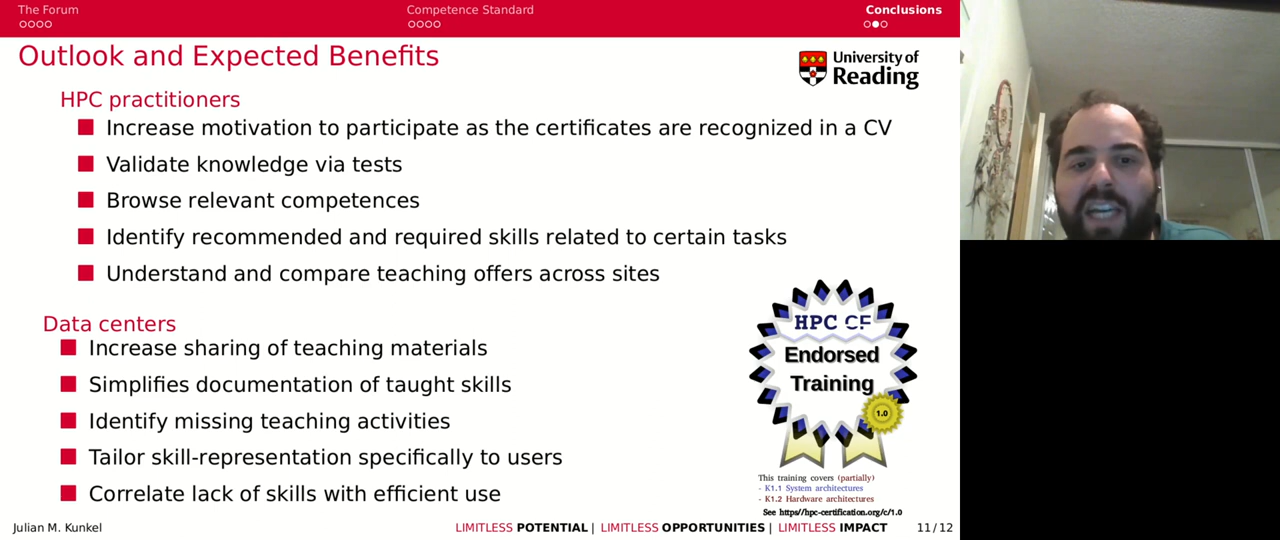 The Forum
Competence Standard
Conclusions
Outlook and Expected Benefits
University of
Reading
HPC practitioners
Increase motivation to participate as the certificates are recognized in a CV
Validate knowledge via tests
Browse relevant competences
Identify recommended and required skills related to certain tasks
Understand and compare teaching offers across sites
Data centers
Increase sharing of teaching materials
Simplifies documentation of taught skills
Identify missing teaching activities
Tailor skill-representation specifically to users
Correlate lack of skills with efficient use
HPC CF
Endorsed
Training
1.0
This training covers (partially)
- K1.1 System architectures
- K1.2 Hardware architectures
See https//hpc-certification.org/c/1.0
Julian M. Kunkel
LIMITLESS POTENTIAL | LIMITLESS OPPORTUNITIES | LIMITLESS IMPACT
11/12